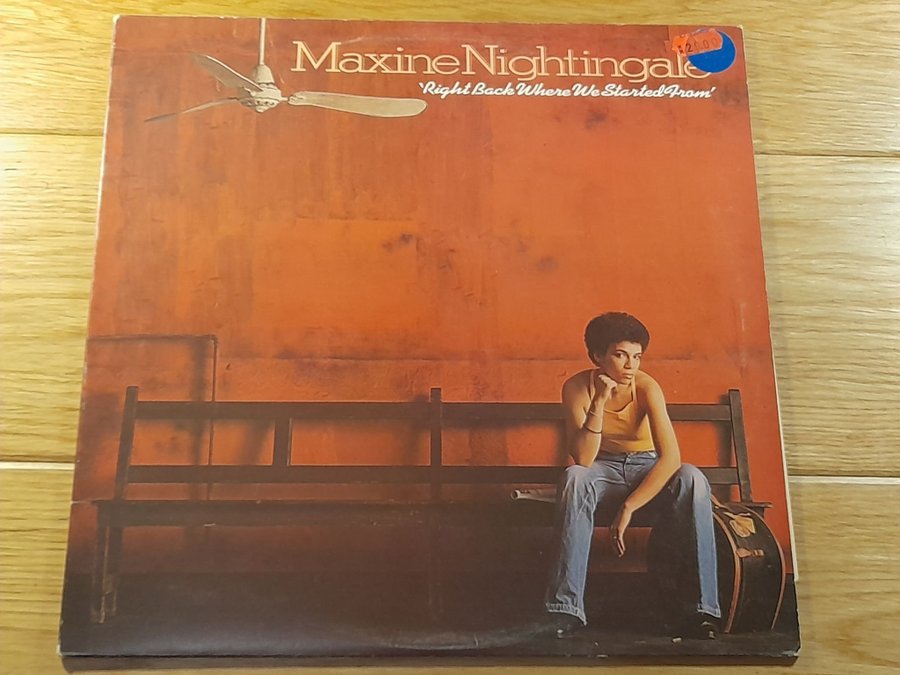 Maxine Nightingale
'Right Back Where We Started From'